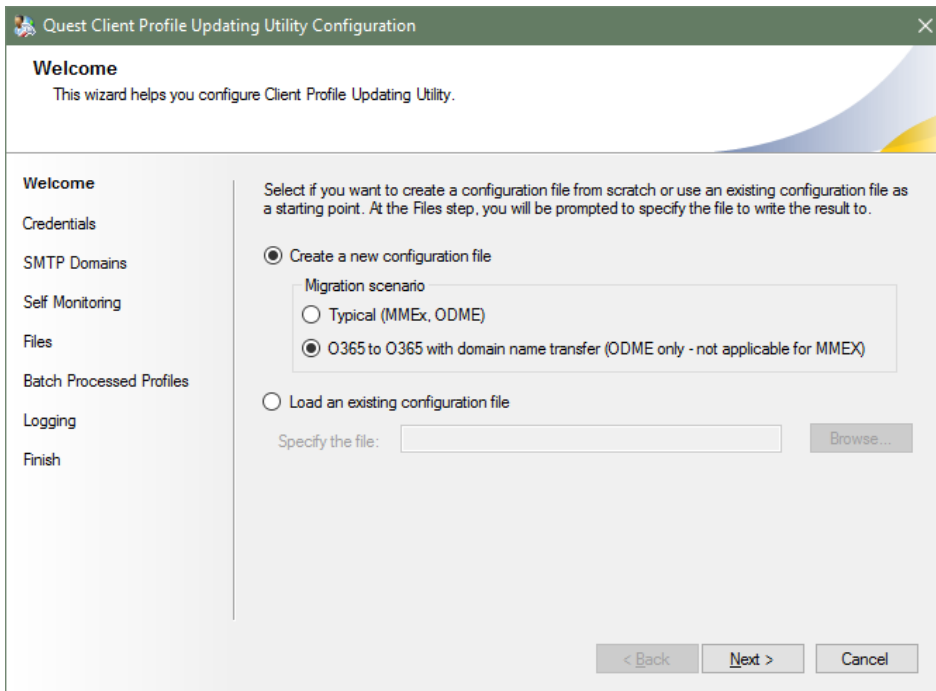 Quest Client Profile Updating Utility Configuration
Welcome
This wizard helps you configure Client Profile Updating Utility.
Welcome
Credentials
SMTP Domains
Self Monitoring
Files
Batch Processed Profiles
Logging
Finish
Select if you want to create a configuration file from scratch or use an existing configuration file as
a starting point. At the Files step, you will be prompted to specify the file to write the result to.
Create a new configuration file
Migration scenario
Typical (MMEx, ODME)
O365 to O365 with domain name transfer (ODME only - not applicable for MMEX)
Load an existing configuration file
Specify the file:
Browse...
< Back
Next >
Cancel